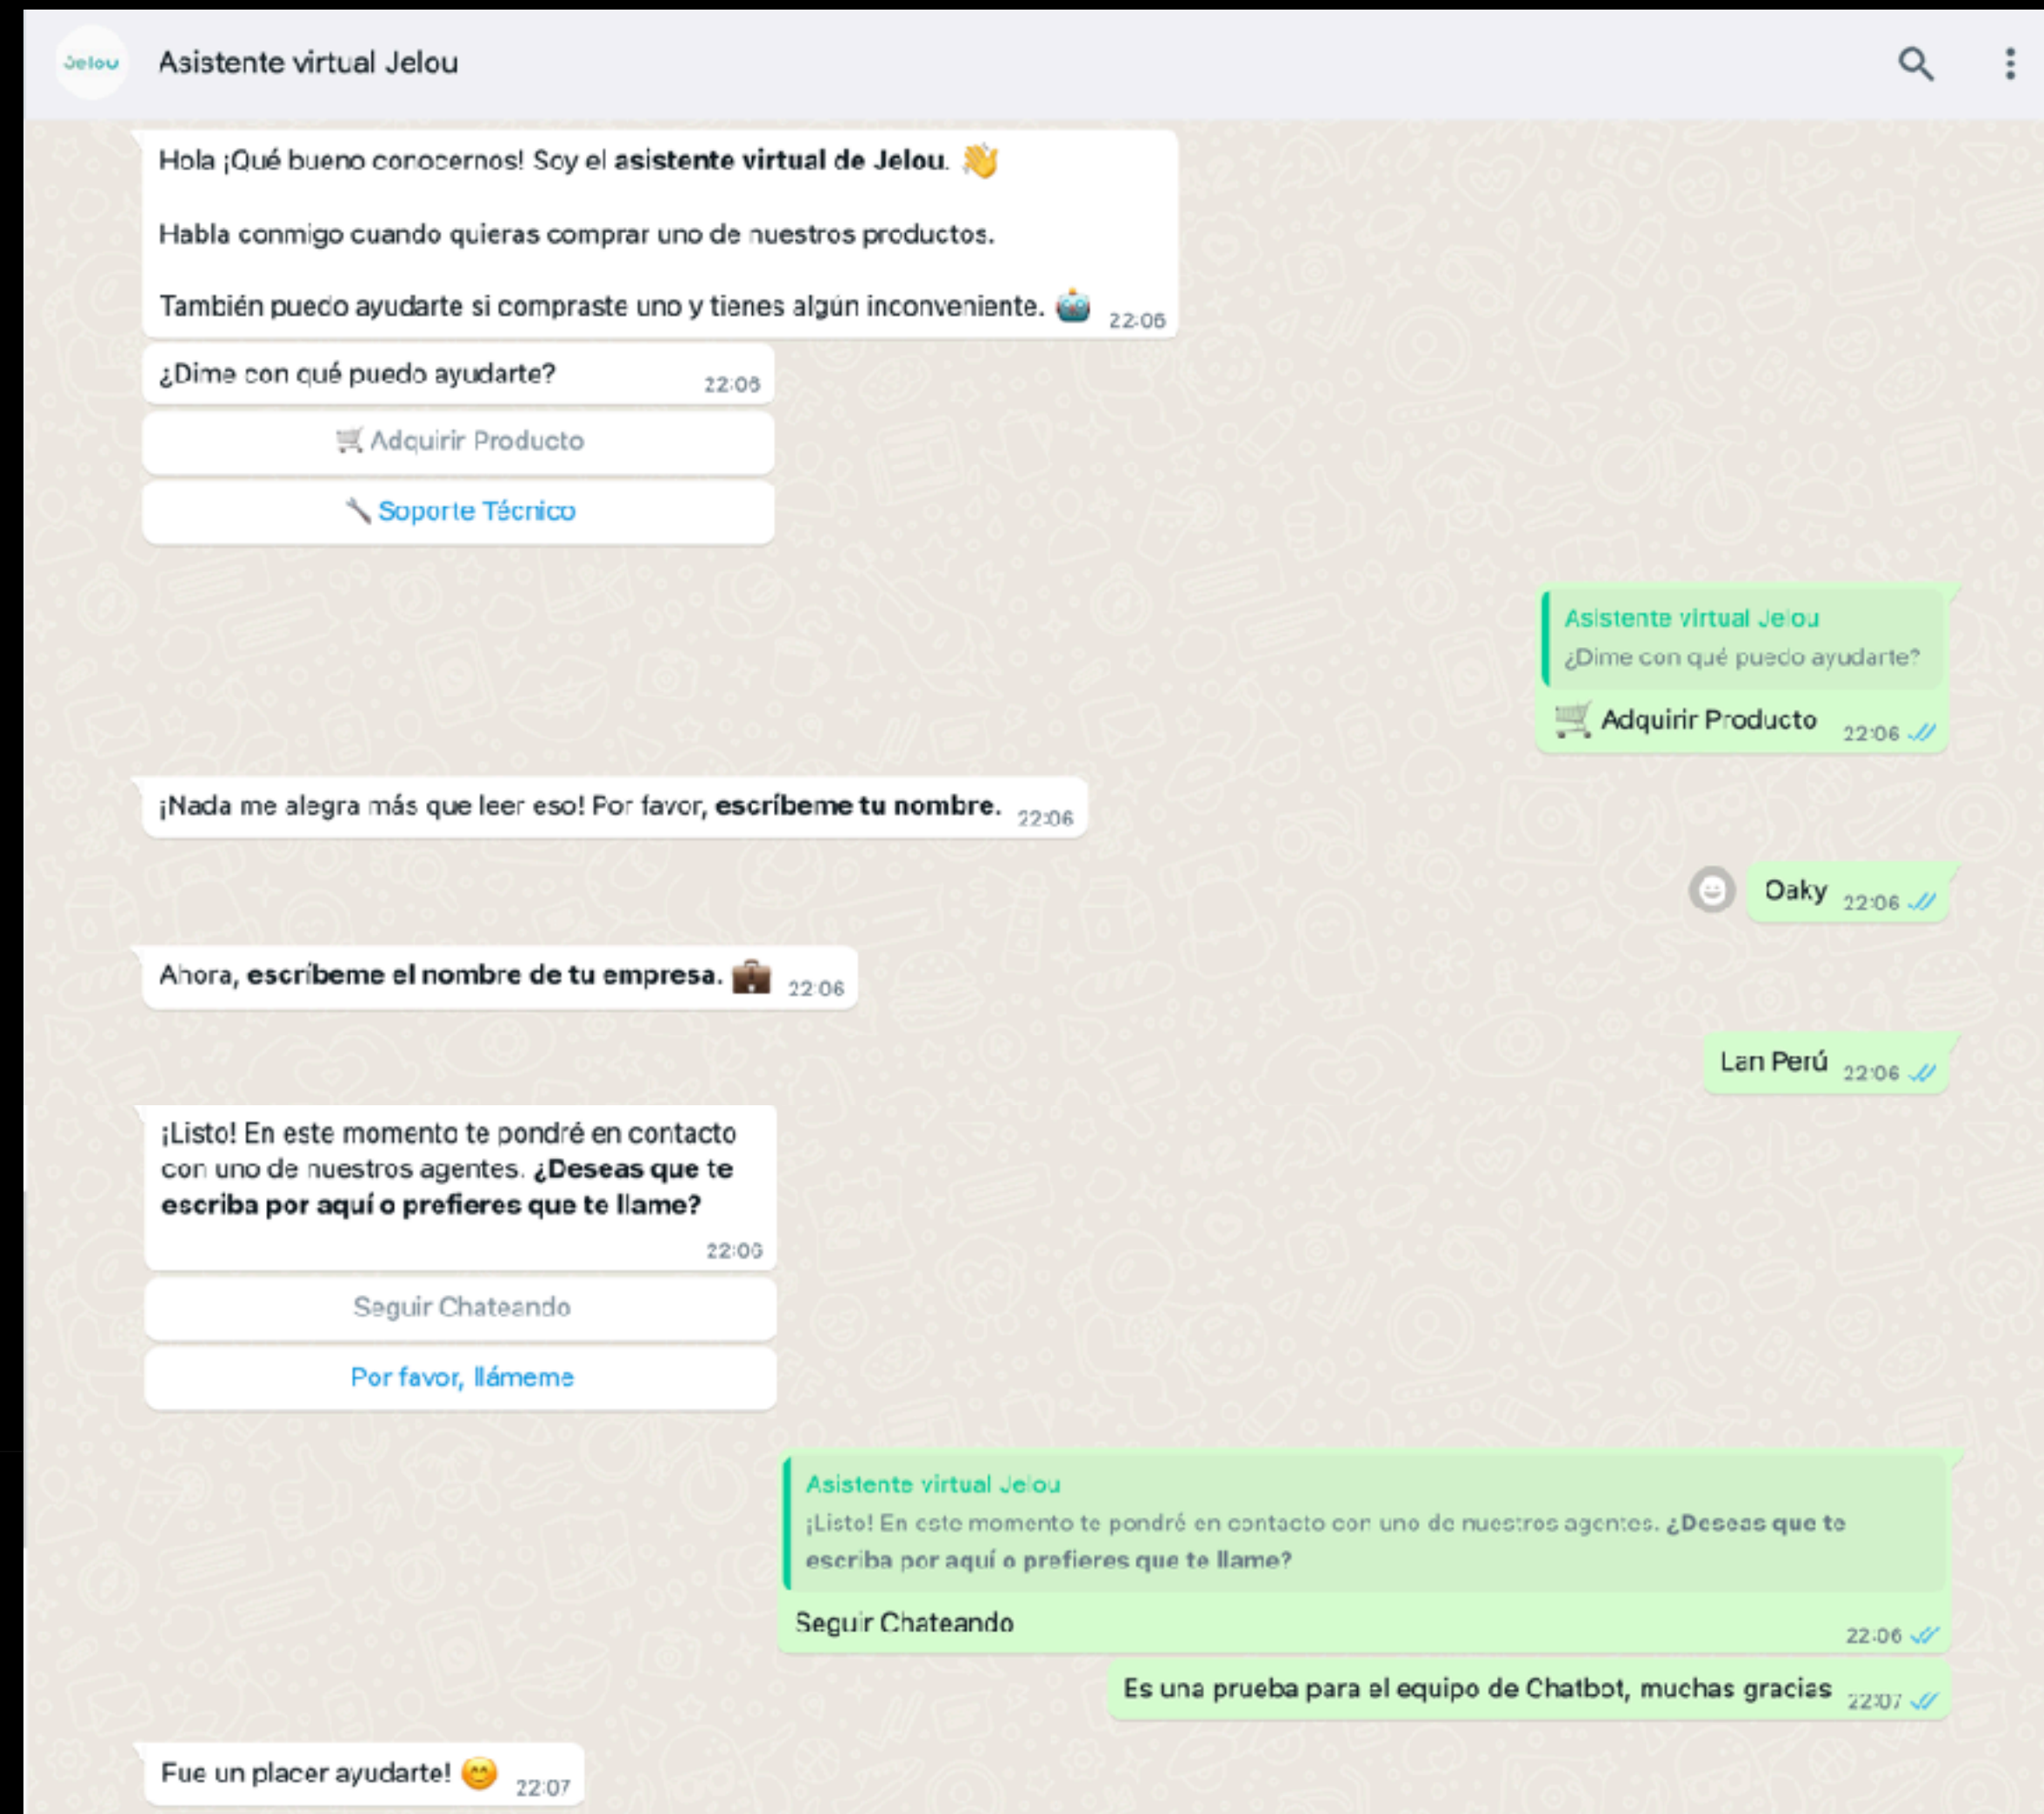 Jelou
Asistente virtual Jelou
Hola ¡Qué bueno conocernos! Soy el asistente virtual de Jelou. 👋
Habla conmigo cuando quieras comprar uno de nuestros productos.
También puedo ayudarte si compraste uno y tienes algún inconveniente. 🤖 22:06
¿Dime con qué puedo ayudarte? 22:06
🛒 Adquirir Producto
🔧 Soporte Técnico
Asistente virtual Jelou
¿Dime con qué puedo ayudarte?
🛒 Adquirir Producto 22:06
¡Nada me alegra más que leer eso! Por favor, escríbeme tu nombre. 22:06
Oaky 22:06
Ahora, escríbeme el nombre de tu empresa. 💼 22:06
Lan Perú 22:06
¡Listo! En este momento te pondré en contacto
con uno de nuestros agentes. ¿Deseas que te
escriba por aquí o prefieres que te llame?
22:06
Seguir Chateando
Por favor, llámeme
Asistente virtual Jelou
¡Listo! En este momento te pondré en contacto con uno de nuestros agentes. ¿Deseas que te
escriba por aquí o prefieres que te llame?
Seguir Chateando
22:06
Es una prueba para el equipo de Chatbot, muchas gracias 22:07
Fue un placer ayudarte! 😊 22:07